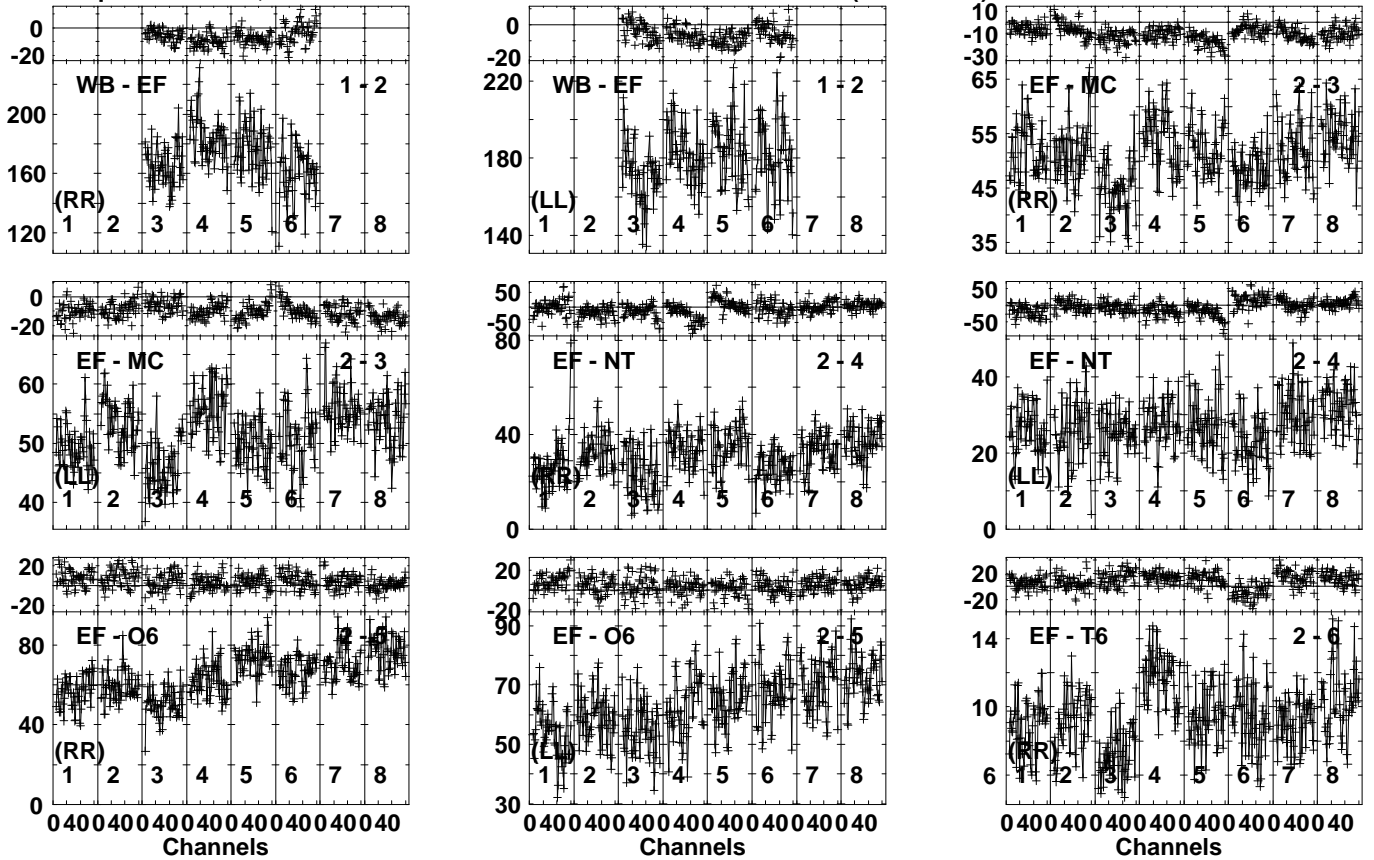 0
-20
WB - EF 1 - 2
200
160
120
(RR)
1 2 3 4 5 6 7 8
0
-20
WB - EF 1 - 2
220
180
140
(LL)
1 2 3 4 5 6 7 8
10
-10
-30
EF - MC 2 - 3
65
55
45
35
(RR)
1 2 3 4 5 6 7 8
0
-20
EF - MC 2 - 3
60
50
40
(LL)
1 2 3 4 5 6 7 8
50
-50
EF - NT 2 - 4
80
40
0
(RR)
1 2 3 4 5 6 7 8
50
-50
EF - NT 2 - 4
40
20
0
(LL)
1 2 3 4 5 6 7 8
20
-20
EF - O6 2 - 5
80
40
0
(RR)
1 2 3 4 5 6 7 8
0 40 0 40 0 40 0 40 0 40 0 40 0 40 0 40
Channels
20
-20
EF - O6 2 - 5
90
70
50
30
(LL)
1 2 3 4 5 6 7 8
0 40 0 40 0 40 0 40 0 40 0 40 0 40 0 40
Channels
20
-20
EF - T6 2 - 6
14
10
6
(RR)
1 2 3 4 5 6 7 8
0 40 0 40 0 40 0 40 0 40 0 40 0 40 0 40
Channels